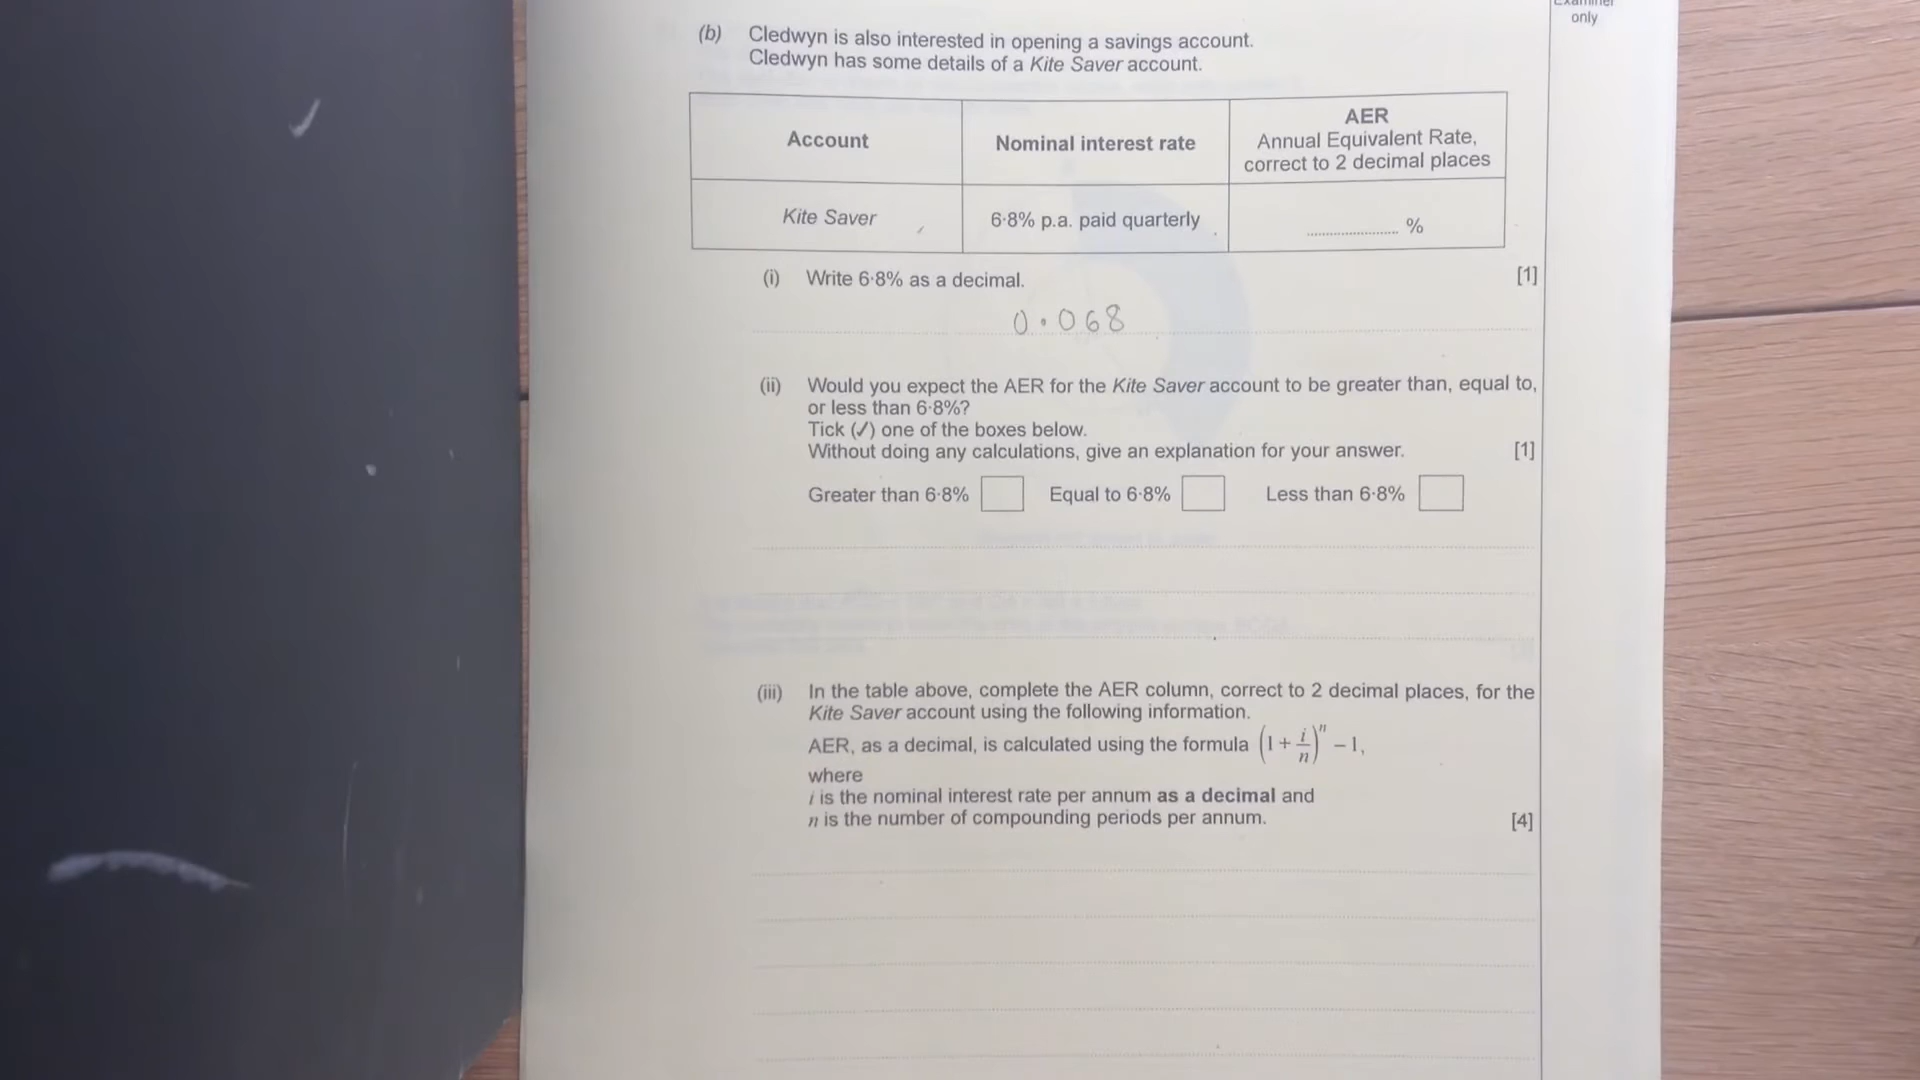 Examiner
only
(b) Cledwyn is also interested in opening a savings account.
Cledwyn has some details of a Kite Saver account.
Account
Nominal interest rate
AER
Annual Equivalent Rate,
correct to 2 decimal places
Kite Saver
6·8% p.a. paid quarterly
.................... %
(i) Write 6·8% as a decimal. [1]
0·068
(ii) Would you expect the AER for the Kite Saver account to be greater than, equal to,
or less than 6·8%?
Tick (✓) one of the boxes below.
Without doing any calculations, give an explanation for your answer. [1]
Greater than 6·8% Equal to 6·8% Less than 6·8%
(iii) In the table above, complete the AER column, correct to 2 decimal places, for the
Kite Saver account using the following information.
AER, as a decimal, is calculated using the formula (1 + i/n)^n − 1,
where
i is the nominal interest rate per annum as a decimal and
n is the number of compounding periods per annum. [4]